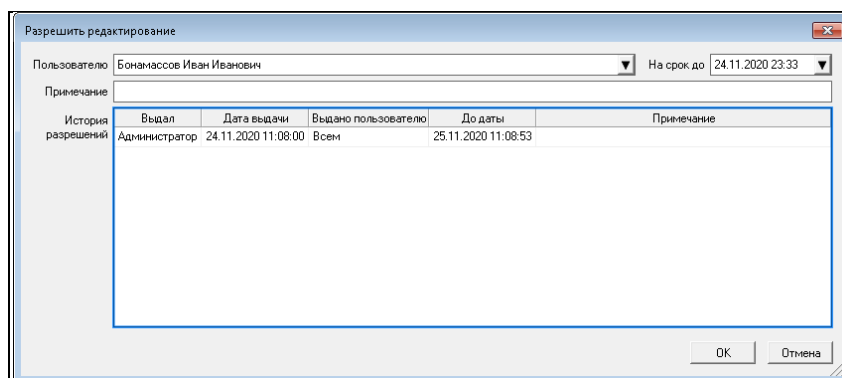 Разрешить редактирование
Пользователю Бонамассов Иван Иванович На срок до 24.11.2020 23:33
Примечание
История разрешений
Выдал Дата выдачи Выдано пользователю До даты Примечание
Администратор 24.11.2020 11:08:00 Всем 25.11.2020 11:08:53
OK Отмена